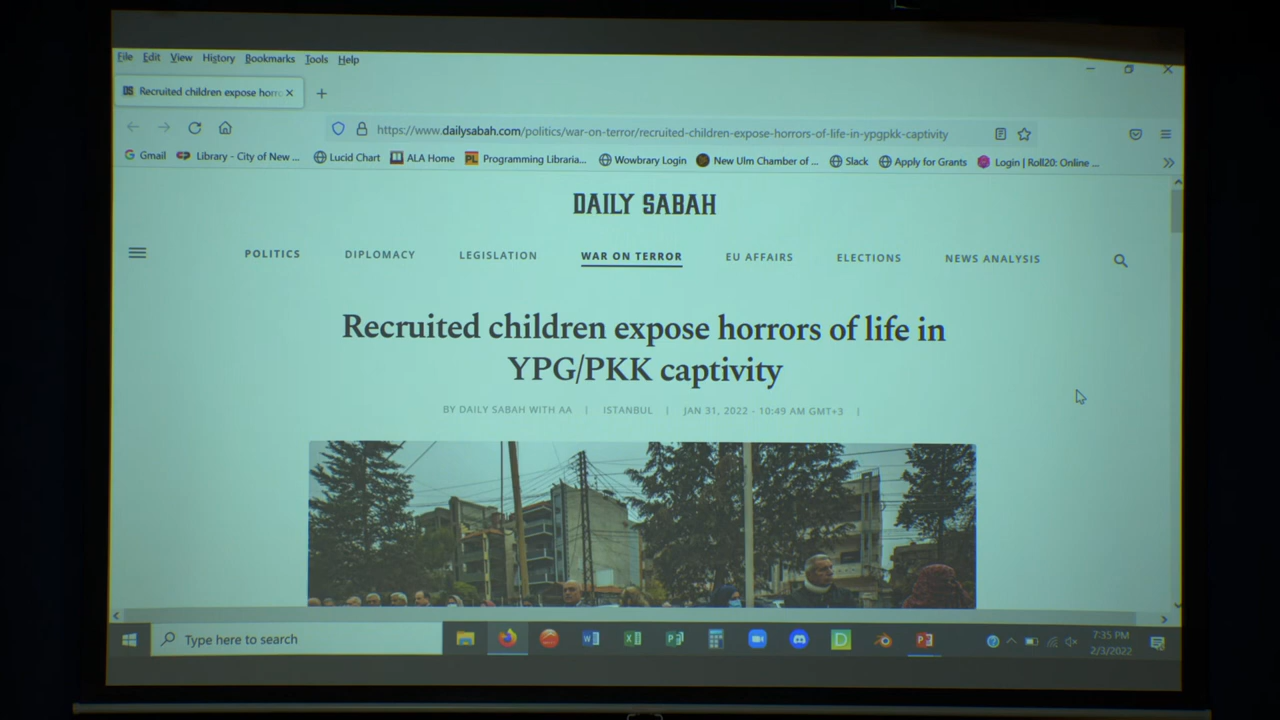 File Edit View History Bookmarks Tools Help
Recruited children expose horro
https://www.dailysabah.com/politics/war-on-terror/recruited-children-expose-horrors-of-life-in-ypgpkk-captivity
Gmail Library - City of New ... Lucid Chart ALA Home Programming Libraria... Wowbrary Login New Ulm Chamber of ... Slack Apply for Grants Login | Roll20: Online ...
DAILY SABAH
POLITICS DIPLOMACY LEGISLATION WAR ON TERROR EU AFFAIRS ELECTIONS NEWS ANALYSIS
Recruited children expose horrors of life in
YPG/PKK captivity
BY DAILY SABAH WITH AA | ISTANBUL | JAN 31, 2022 - 10:49 AM GMT+3 |
Type here to search
7:35 PM
2/3/2022